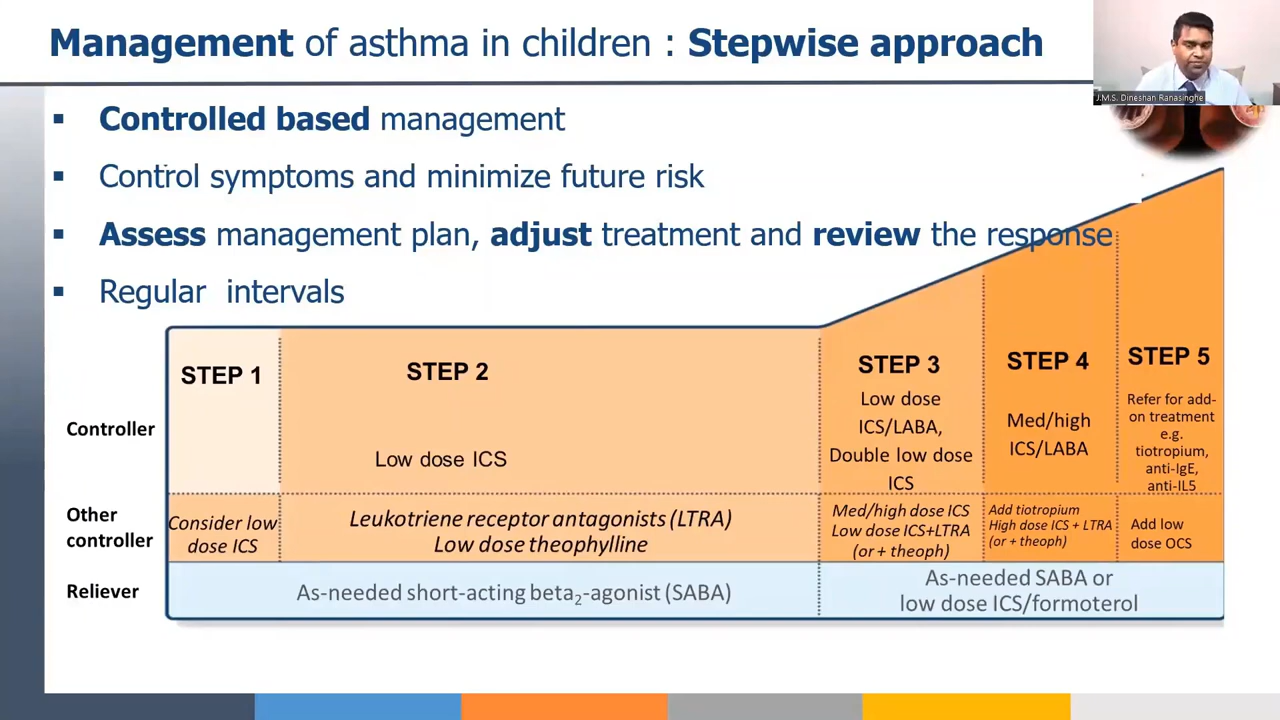 Management of asthma in children : Stepwise approach
J.M.S. Dineshan Ranasinghe
▪ Controlled based management
▪ Control symptoms and minimize future risk
▪ Assess management plan, adjust treatment and review the response
▪ Regular intervals
STEP 1
STEP 2
STEP 3
STEP 4
STEP 5
Controller
Low dose ICS
Low dose
ICS/LABA,
Double low dose
ICS
Med/high
ICS/LABA
Refer for add-
on treatment
e.g.
tiotropium,
anti-IgE,
anti-IL5
Other
controller
Consider low
dose ICS
Leukotriene receptor antagonists (LTRA)
Low dose theophylline
Med/high dose ICS
Low dose ICS+LTRA
(or + theoph)
Add tiotropium
High dose ICS + LTRA
(or + theoph)
Add low
dose OCS
Reliever
As-needed short-acting beta2-agonist (SABA)
As-needed SABA or
low dose ICS/formoterol